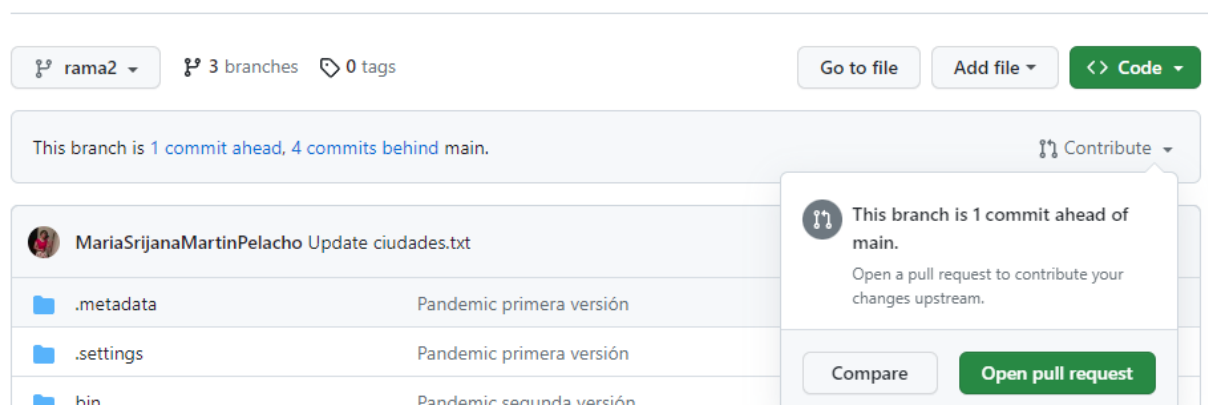 rama2 3 branches 0 tags Go to file Add file <> Code
This branch is 1 commit ahead, 4 commits behind main. Contribute
This branch is 1 commit ahead of
main.
Open a pull request to contribute your
changes upstream.
Compare Open pull request
MariaSrijanaMartinPelacho Update ciudades.txt
.metadata Pandemic primera versión
.settings Pandemic primera versión
bin Pandemic segunda versión